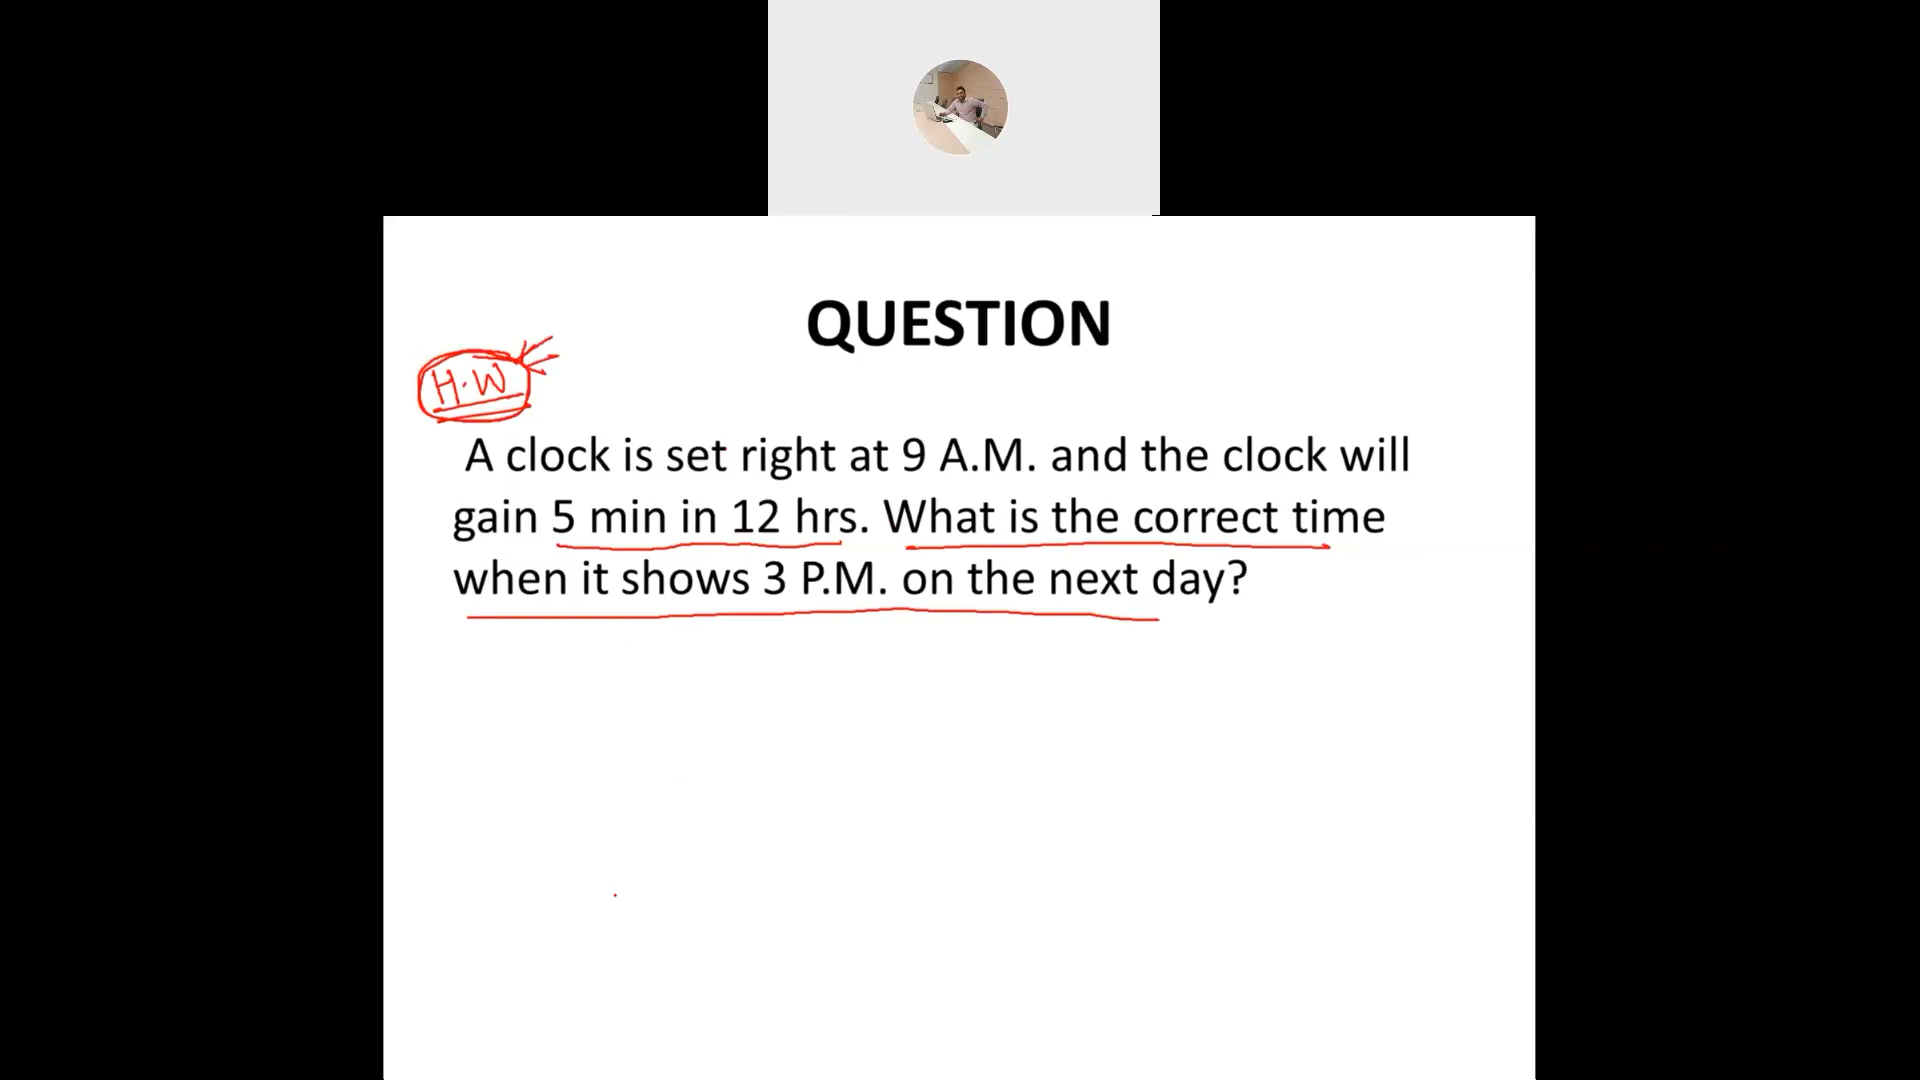 QUESTION
H.W
A clock is set right at 9 A.M. and the clock will
gain 5 min in 12 hrs. What is the correct time
when it shows 3 P.M. on the next day?